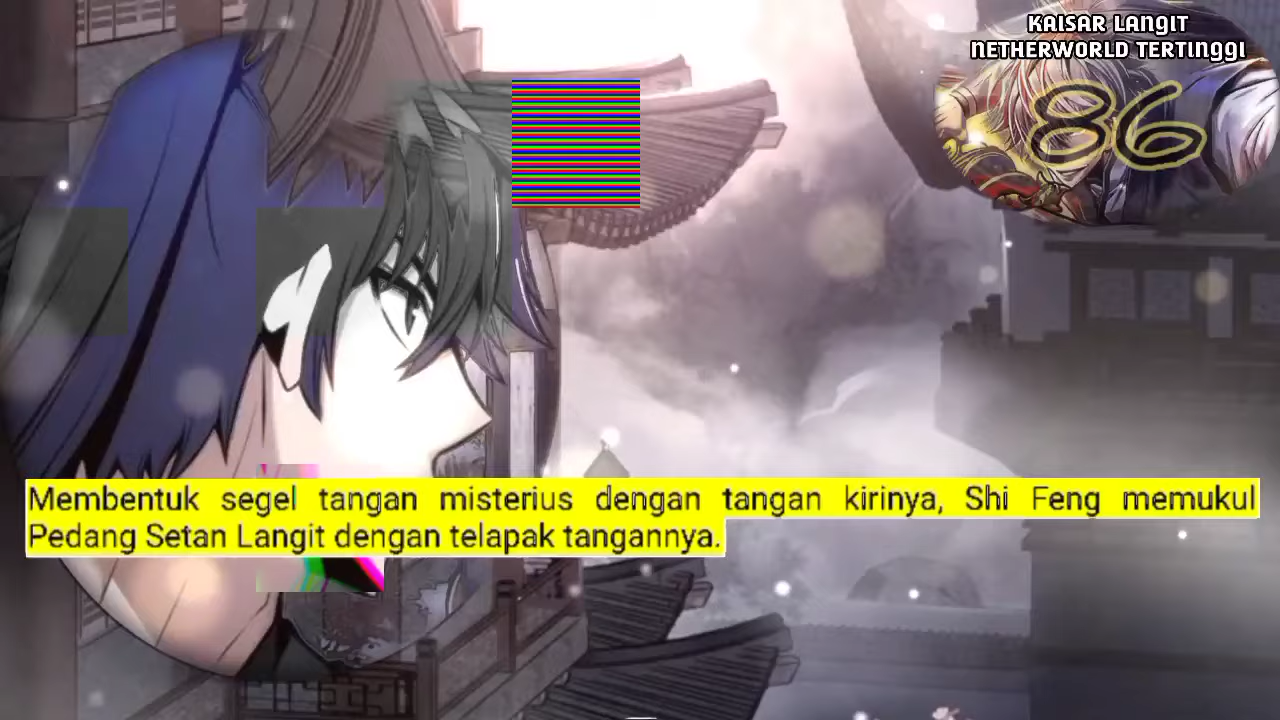 KAISAR LANGIT
NETHERWORLD TERTINGGI
86
Membentuk segel tangan misterius dengan tangan kirinya, Shi Feng memukul
Pedang Setan Langit dengan telapak tangannya.